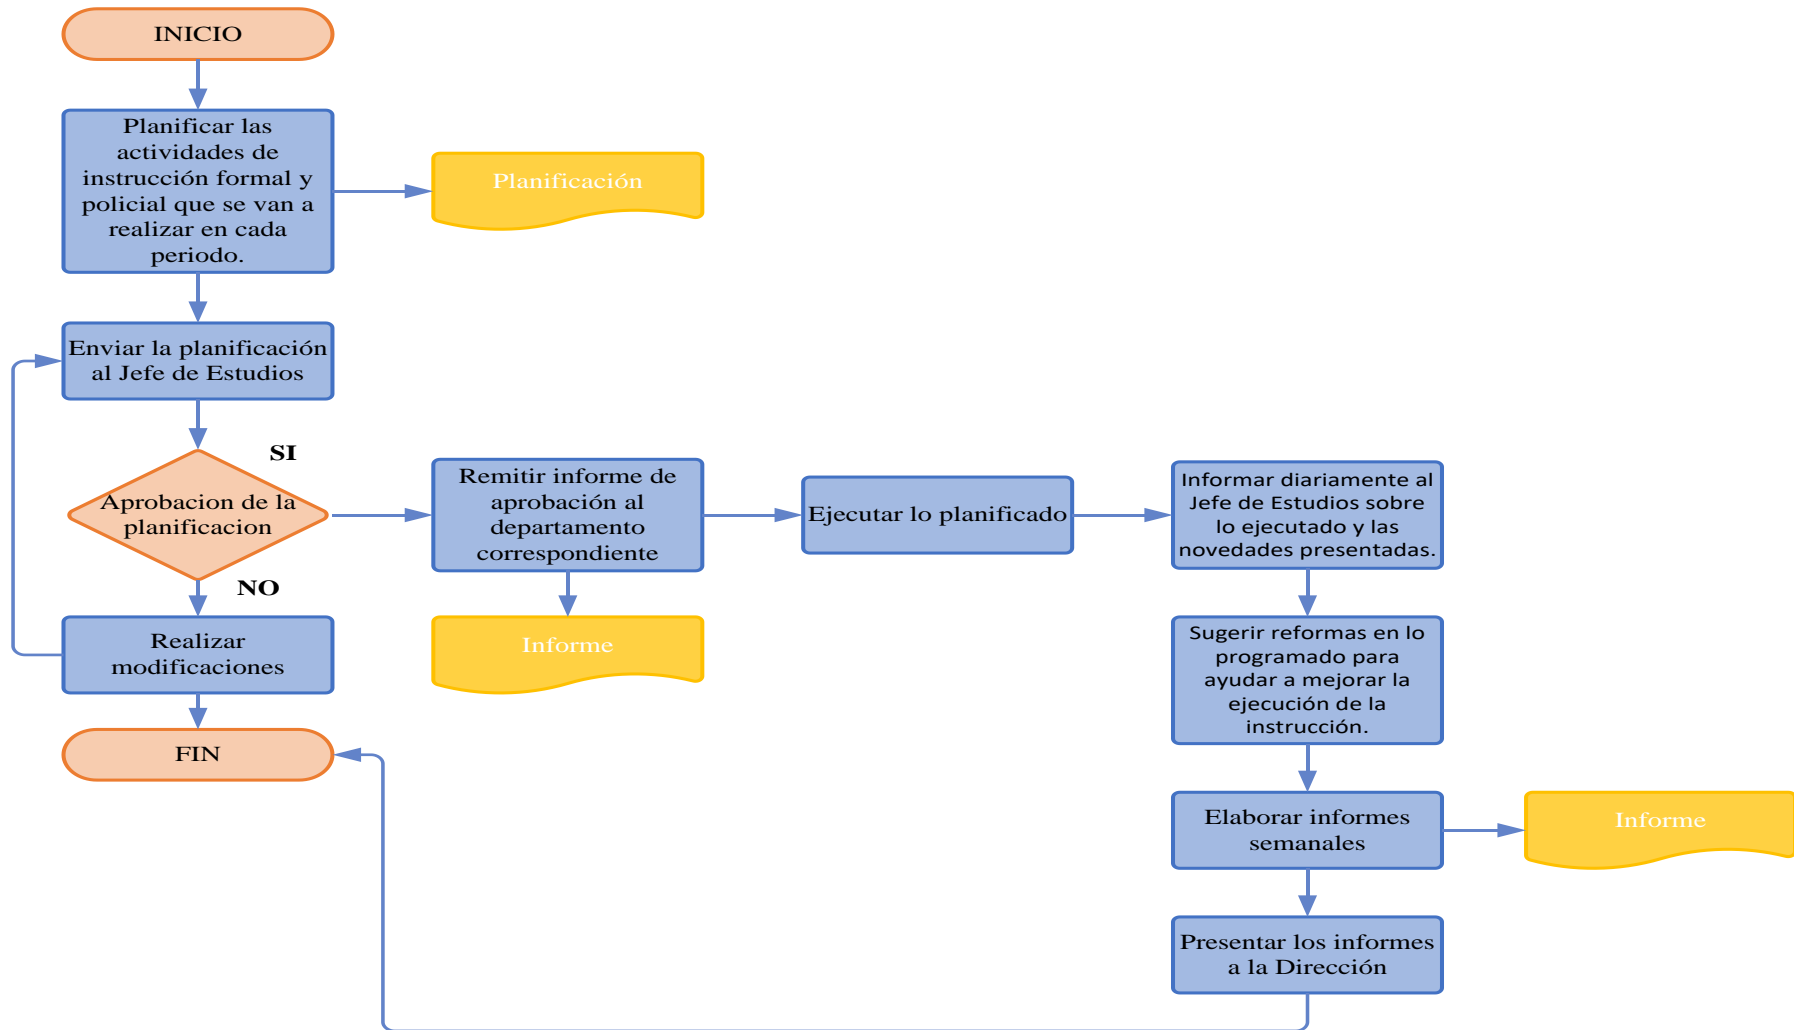 INICIO
Planificar las
actividades de
instrucción formal y
policial que se van a
realizar en cada
periodo.
Planificación
Enviar la planificación
al Jefe de Estudios
SI
Aprobacion de la
planificacion
NO
Remitir informe de
aprobación al
departamento
correspondiente
Ejecutar lo planificado
Informar diariamente al
Jefe de Estudios sobre
lo ejecutado y las
novedades presentadas.
Realizar
modificaciones
Informe
Sugerir reformas en lo
programado para
ayudar a mejorar la
ejecución de la
instrucción.
FIN
Elaborar informes
semanales
Informe
Presentar los informes
a la Dirección